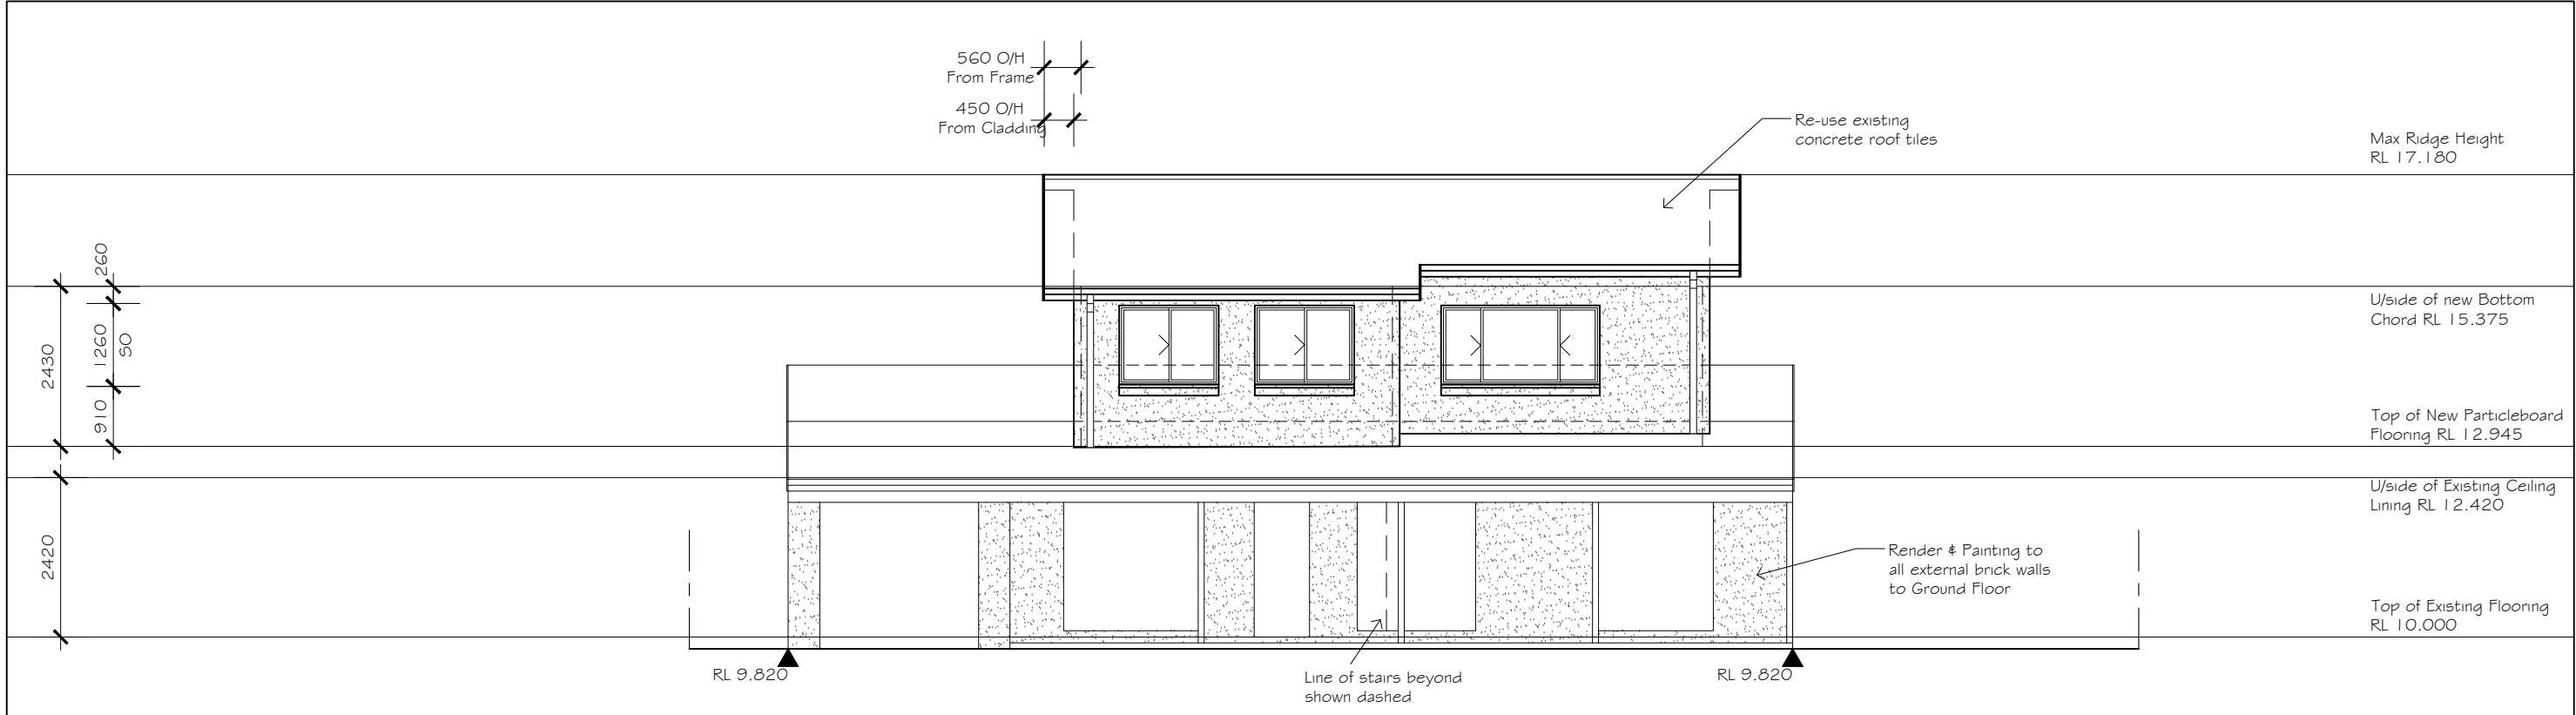 560 O/H
From Frame
450 O/H
From Cladding
Re-use existing
concrete roof tiles
Max Ridge Height
RL 17.180
260
2430
1260
50
910
U/side of new Bottom
Chord RL 15.375
Top of New Particleboard
Flooring RL 12.945
U/side of Existing Ceiling
Lining RL 12.420
2420
Render & Painting to
all external brick walls
to Ground Floor
Top of Existing Flooring
RL 10.000
RL 9.820
Line of stairs beyond
shown dashed
RL 9.820